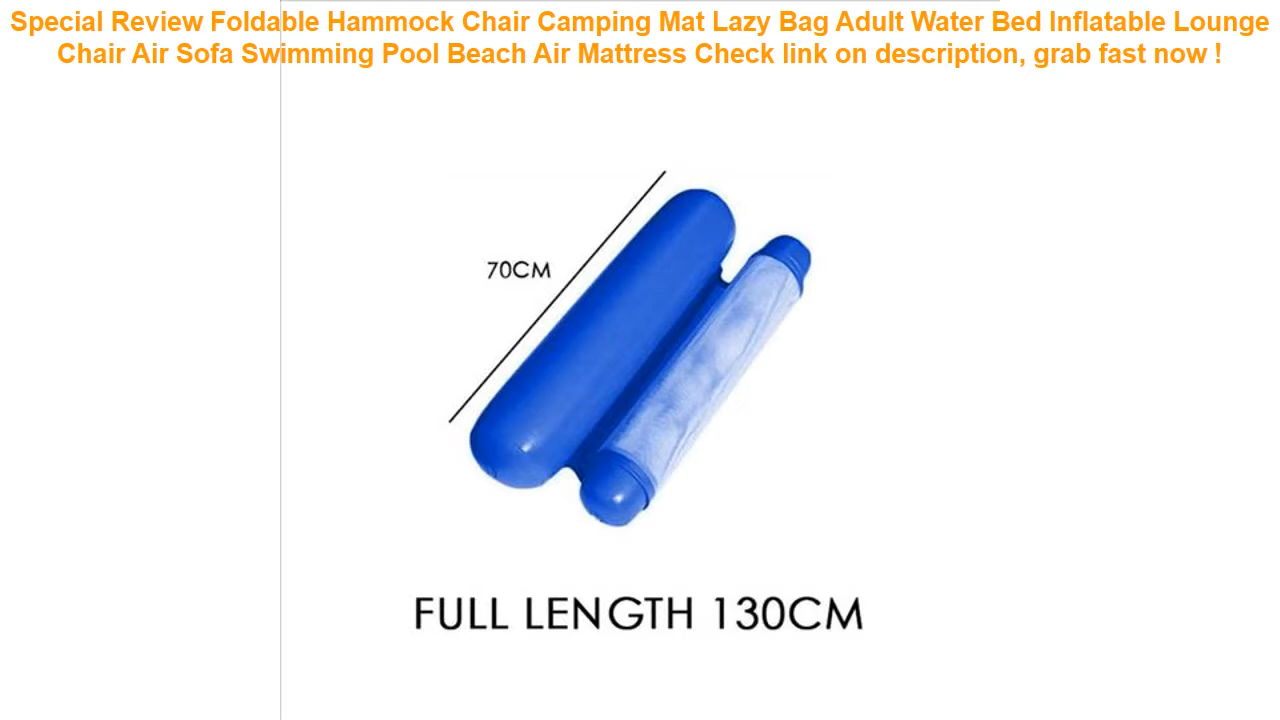 Special Review Foldable Hammock Chair Camping Mat Lazy Bag Adult Water Bed Inflatable Lounge
Chair Air Sofa Swimming Pool Beach Air Mattress Check link on description, grab fast now !
70CM
FULL LENGTH 130CM